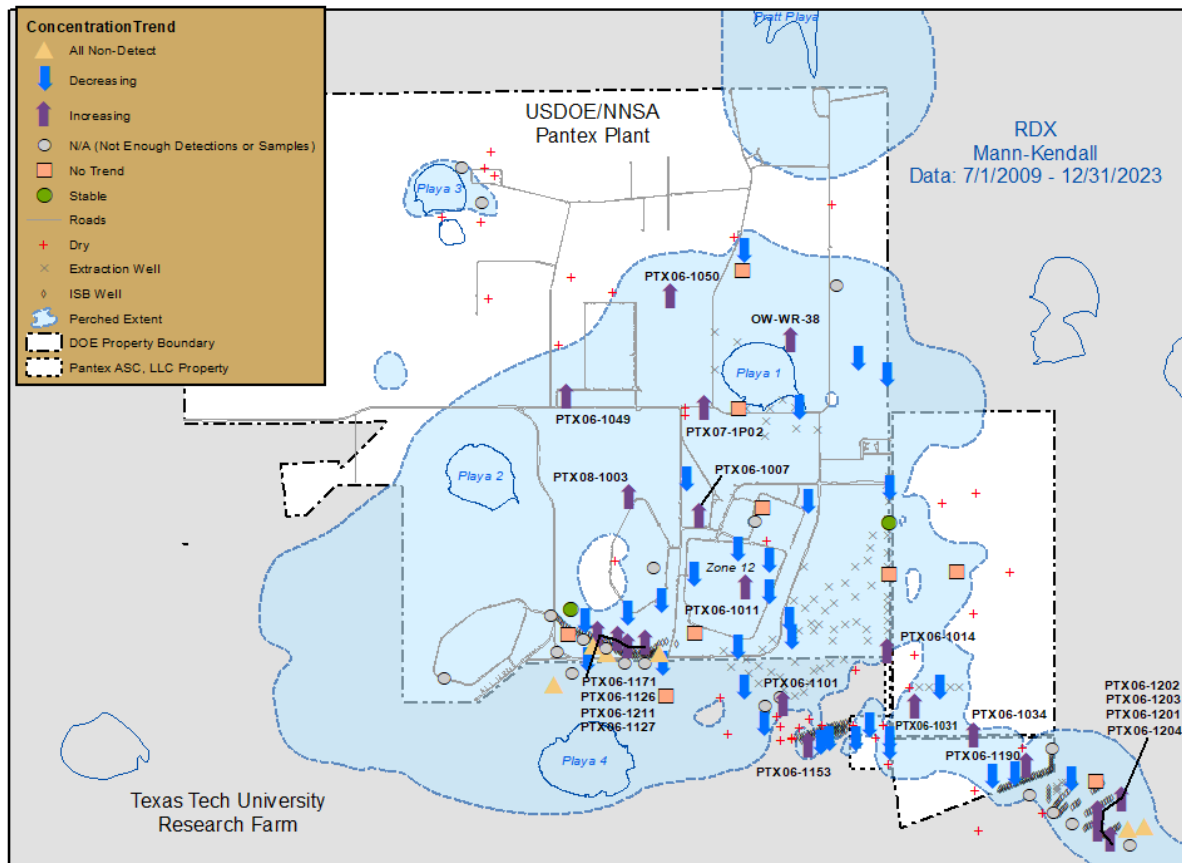 ConcentrationTrend
All Non-Detect
Decreasing
Increasing
N/A (Not Enough Detections or Samples)
No Trend
Stable
Roads
Dry
Extraction Well
ISB Well
Perched Extent
DOE Property Boundary
Pantex ASC, LLC Property
Pratt Playa
USDOE/NNSA
Pantex Plant
RDX
Mann-Kendall
Data: 7/1/2009 - 12/31/2023
Playa 3
PTX06-1050
OW-WR-38
Playa 1
PTX06-1049
PTX07-1P02
Playa 2
PTX08-1003
PTX06-1007
Zone 12
PTX06-1011
PTX06-1014
PTX06-1171
PTX06-1126
PTX06-1211
PTX06-1127
PTX06-1101
PTX06-1031
PTX06-1034
PTX06-1202
PTX06-1203
PTX06-1201
PTX06-1204
PTX06-1190
PTX06-1153
Playa 4
Texas Tech University
Research Farm